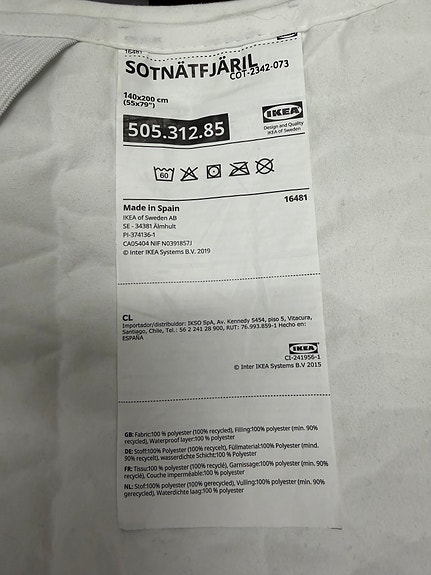 16481
SOTNÄTFJÄRIL
COT-2342-073
140x200 cm
(55x79")
505.312.85
IKEA
Design and Quality
IKEA of Sweden
60
16481
Made in Spain
IKEA of Sweden AB
SE - 34381 Älmhult
PI-374136-1
CA05404 NIF N0391857J
© Inter IKEA Systems B.V. 2019
CL
Importador/distribuidor: IKSO SpA, Av. Kennedy 5454, piso 5, Vitacura,
Santiago, Chile, Tel.: 56 2 241 28 900, RUT: 76.993.859-1 Hecho en:
ESPAÑA
IKEA
CI-241956-1
© Inter IKEA Systems B.V 2015
GB: Fabric:100 % polyester (100% recycled), Filling:100% polyester (min. 90%
recycled), Waterproof layer:100 % polyester
DE: Stoff:100% Polyester (100% recycelt), Füllmaterial:100% Polyester (mind.
90% recycelt), wasserdichte Schicht:100 % Polyester
FR: Tissu:100 % polyester (100% recyclé), Garnissage:100% polyester (min. 90%
recyclé), Couche imperméable:100 % polyester
NL: Stof:100% polyester (100% gerecycled), Vulling:100% polyester (min. 90%
gerecycled), Waterdichte laag:100 % polyester